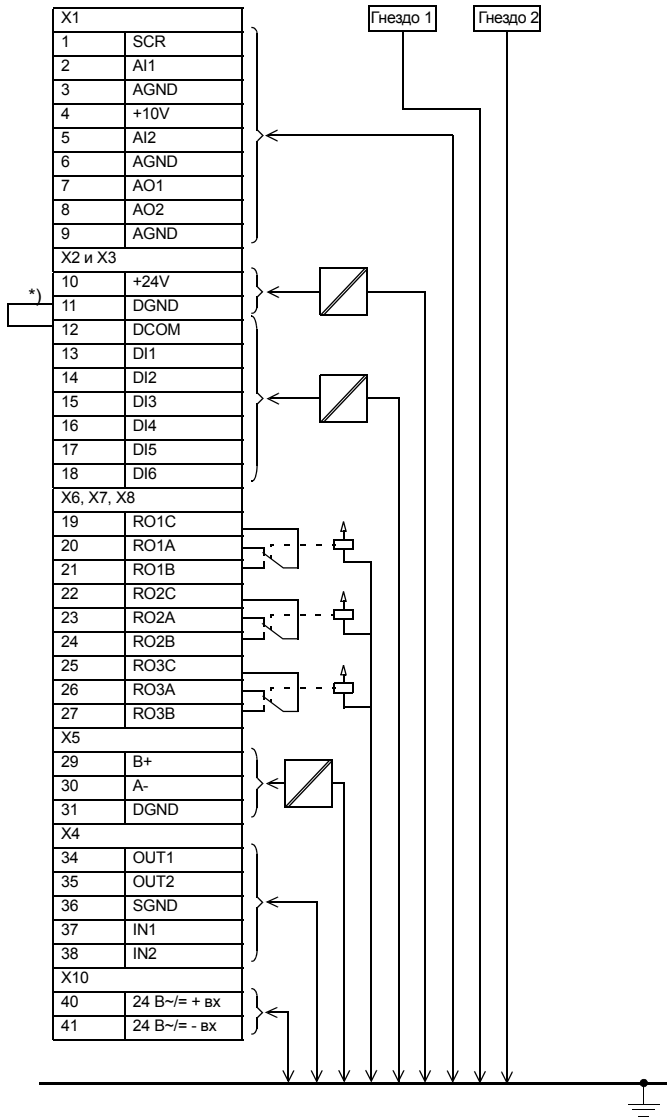 X1
Гнездо 1
Гнездо 2
1 SCR
2 AI1
3 AGND
4 +10V
5 AI2
6 AGND
7 AO1
8 AO2
9 AGND
X2 и X3
10 +24V
*)
11 DGND
12 DCOM
13 DI1
14 DI2
15 DI3
16 DI4
17 DI5
18 DI6
X6, X7, X8
19 RO1C
20 RO1A
21 RO1B
22 RO2C
23 RO2A
24 RO2B
25 RO3C
26 RO3A
27 RO3B
X5
29 B+
30 A-
31 DGND
X4
34 OUT1
35 OUT2
36 SGND
37 IN1
38 IN2
X10
40 24 В~/= + вх
41 24 В~/= - вх